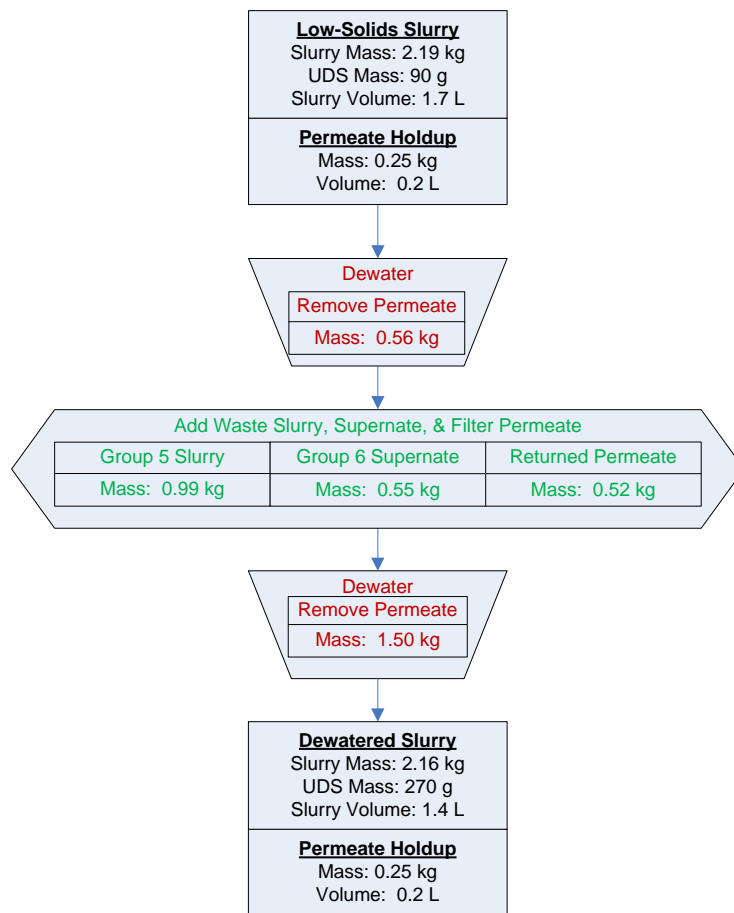 Low-Solids Slurry
Slurry Mass: 2.19 kg
UDS Mass: 90 g
Slurry Volume: 1.7 L
Permeate Holdup
Mass: 0.25 kg
Volume:  0.2 L
Dewater
Remove Permeate
Mass:  0.56 kg
Add Waste Slurry, Supernate, & Filter Permeate
Group 5 Slurry
Mass:  0.99 kg
Group 6 Supernate
Mass:  0.55 kg
Returned Permeate
Mass:  0.52 kg
Dewater
Remove Permeate
Mass:  1.50 kg
Dewatered Slurry
Slurry Mass: 2.16 kg
UDS Mass: 270 g
Slurry Volume: 1.4 L
Permeate Holdup
Mass: 0.25 kg
Volume:  0.2 L